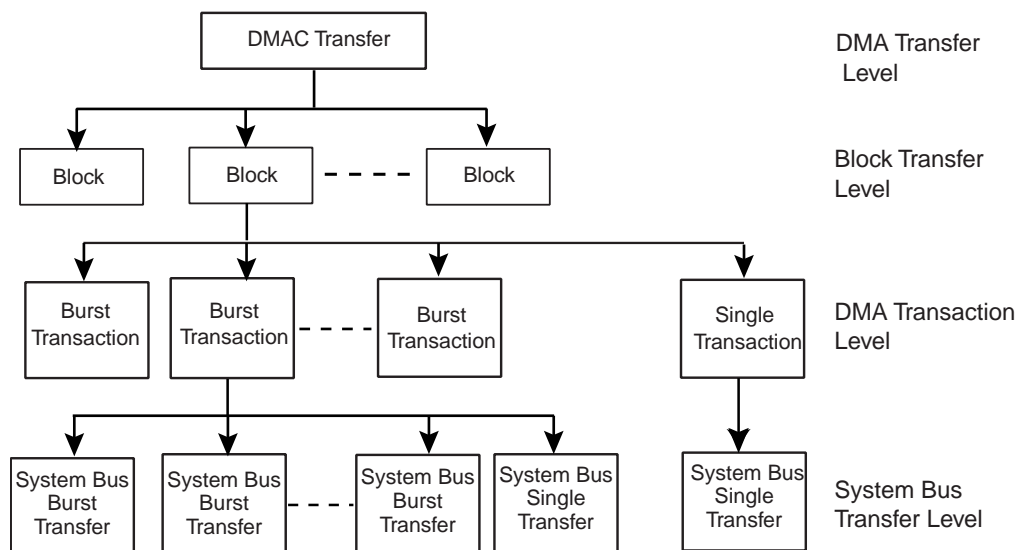 DMAC Transfer
DMA Transfer
Level
Block
Block
Block
Block Transfer
Level
Burst
Transaction
Burst
Transaction
Burst
Transaction
Single
Transaction
DMA Transaction
Level
System Bus
Burst
Transfer
System Bus
Burst
Transfer
System Bus
Burst
Transfer
System Bus
Single
Transfer
System Bus
Single
Transfer
System Bus
Transfer Level